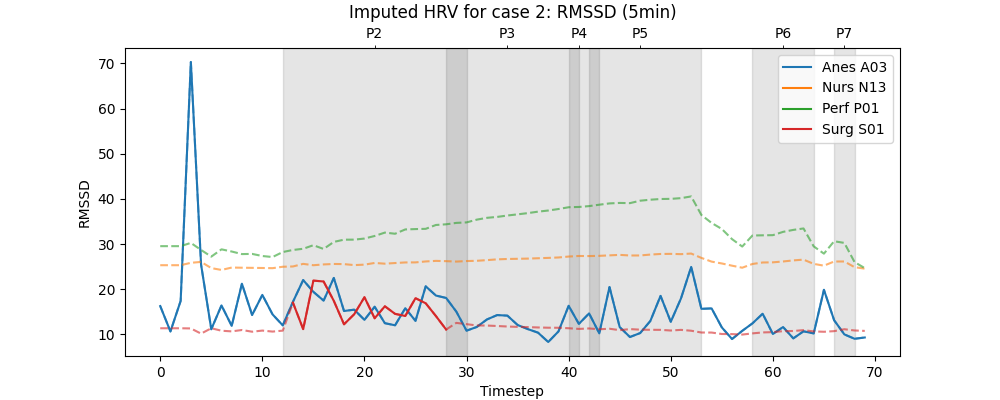 Imputed HRV for case 2: RMSSD (5min)
P2 P3 P4 P5 P6 P7
70
60
50
40
30
20
10
RMSSD
Anes A03
Nurs N13
Perf P01
Surg S01
0 10 20 30 40 50 60 70
Timestep